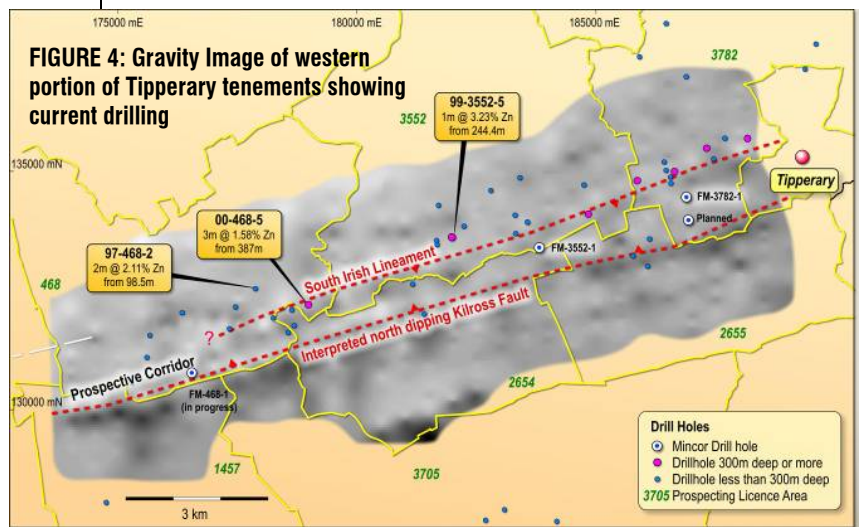 175000 mE
180000 mE
185000 mE
FIGURE 4: Gravity Image of western
portion of Tipperary tenements showing
current drilling
3782
99-3552-5
1m @ 3.23% Zn
from 244.4m
3552
135000 mN
Tipperary
FM-3782-1
Planned
00-468-5
3m @ 1.58% Zn
from 387m
FM-3552-1
97-468-2
2m @ 2.11% Zn
from 98.5m
South Irish Lineament
468
?
Interpreted north dipping Kilross Fault
2655
Prospective Corridor
2654
130000 mN
FM-468-1
(in progress)
1457
3705
3 km
Drill Holes
Mincor Drill hole
Drillhole 300m deep or more
Drillhole less than 300m deep
3705 Prospecting Licence Area